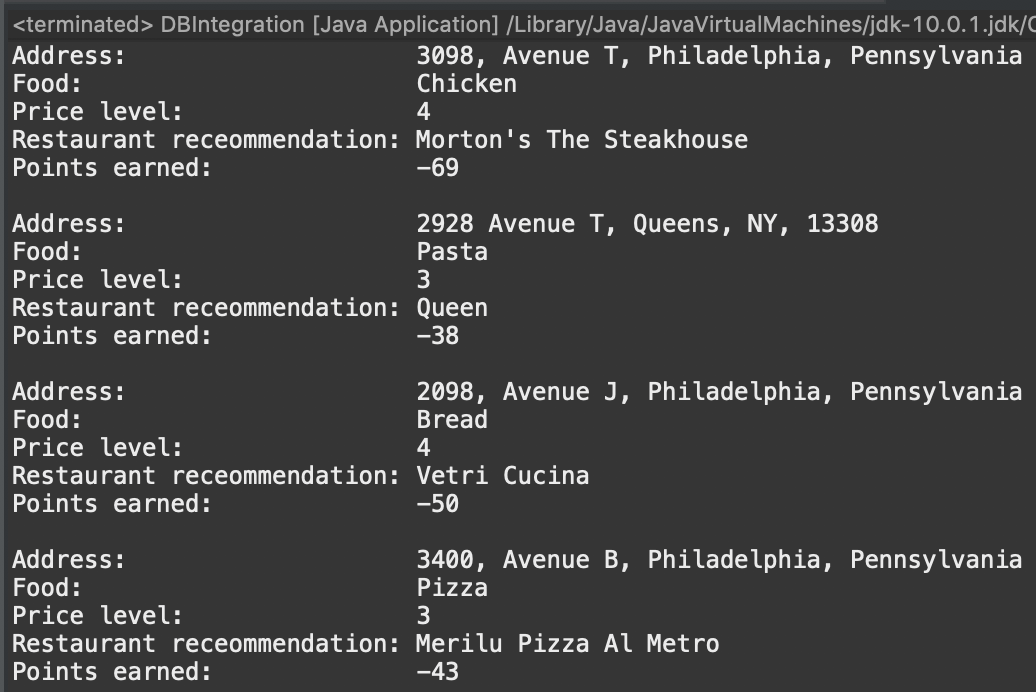 <terminated> DBIntegration [Java Application] /Library/Java/JavaVirtualMachines/jdk-10.0.1.jdk/
Address: 3098, Avenue T, Philadelphia, Pennsylvania
Food: Chicken
Price level: 4
Restaurant receommendation: Morton's The Steakhouse
Points earned: -69
Address: 2928 Avenue T, Queens, NY, 13308
Food: Pasta
Price level: 3
Restaurant receommendation: Queen
Points earned: -38
Address: 2098, Avenue J, Philadelphia, Pennsylvania
Food: Bread
Price level: 4
Restaurant receommendation: Vetri Cucina
Points earned: -50
Address: 3400, Avenue B, Philadelphia, Pennsylvania
Food: Pizza
Price level: 3
Restaurant receommendation: Merilu Pizza Al Metro
Points earned: -43